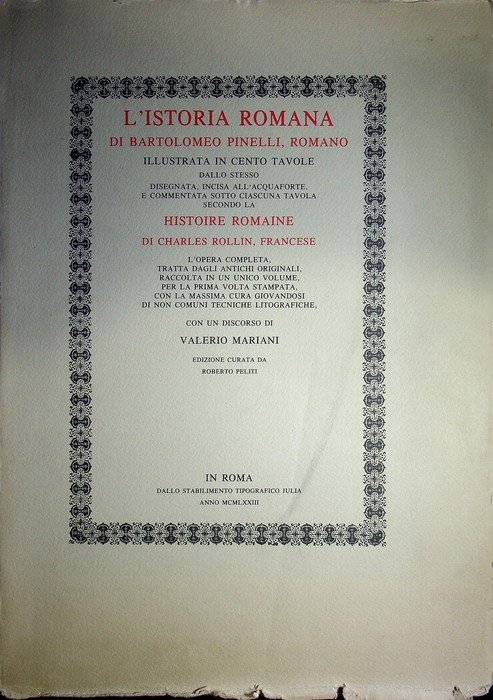 L'ISTORIA ROMANA
DI BARTOLOMEO PINELLI, ROMANO
ILLUSTRATA IN CENTO TAVOLE
DALLO STESSO
DISEGNATA, INCISA ALL'ACQUAFORTE,
E COMMENTATA SOTTO CIASCUNA TAVOLA
SECONDO LA
HISTOIRE ROMAINE
DI CHARLES ROLLIN, FRANCESE
L'OPERA COMPLETA,
TRATTA DAGLI ANTICHI ORIGINALI,
RACCOLTA IN UN UNICO VOLUME,
PER LA PRIMA VOLTA STAMPATA,
CON LA MASSIMA CURA GIOVANDOSI
DI NON COMUNI TECNICHE LITOGRAFICHE,
CON UN DISCORSO DI
VALERIO MARIANI
EDIZIONE CURATA DA
ROBERTO PELITI
IN ROMA
DALLO STABILIMENTO TIPOGRAFICO JULIA
ANNO MCMLXXIII